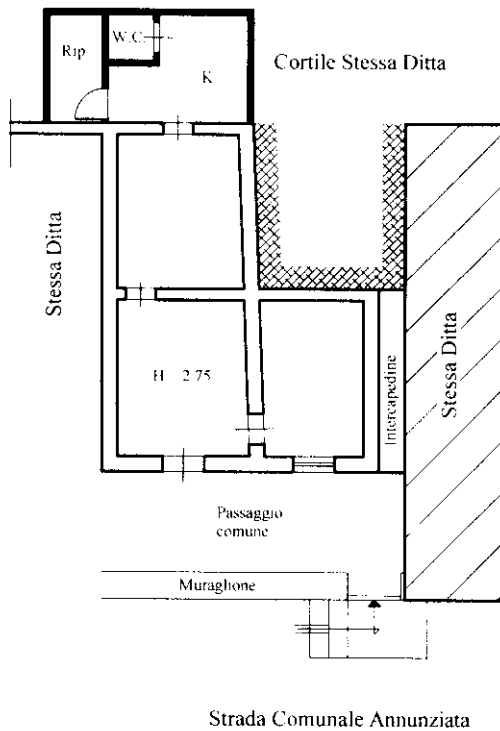 Rip
W.C.
K
Cortile Stessa Ditta
Stessa Ditta
H 2.75
Intercapedine
Stessa Ditta
Passaggio
comune
Muraglione
Strada Comunale Annunziata